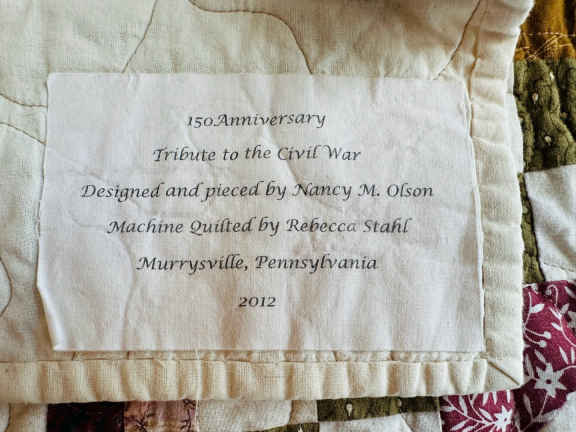 150Anniversary
Tribute to the Civil War
Designed and pieced by Nancy M. Olson
Machine Quilted by Rebecca Stahl
Murrysville, Pennsylvania
2012